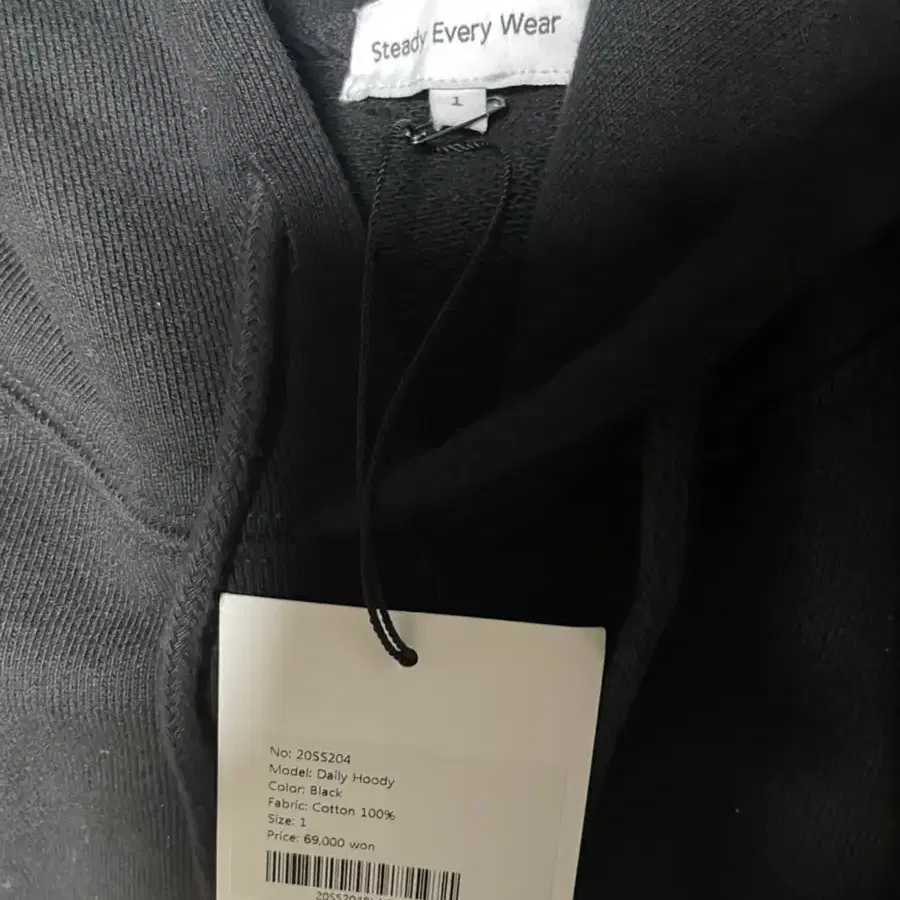 Steady Every Wear
1
No: 20SS204
Model: Daily Hoody
Color: Black
Fabric: Cotton 100%
Size: 1
Price: 69,000 won